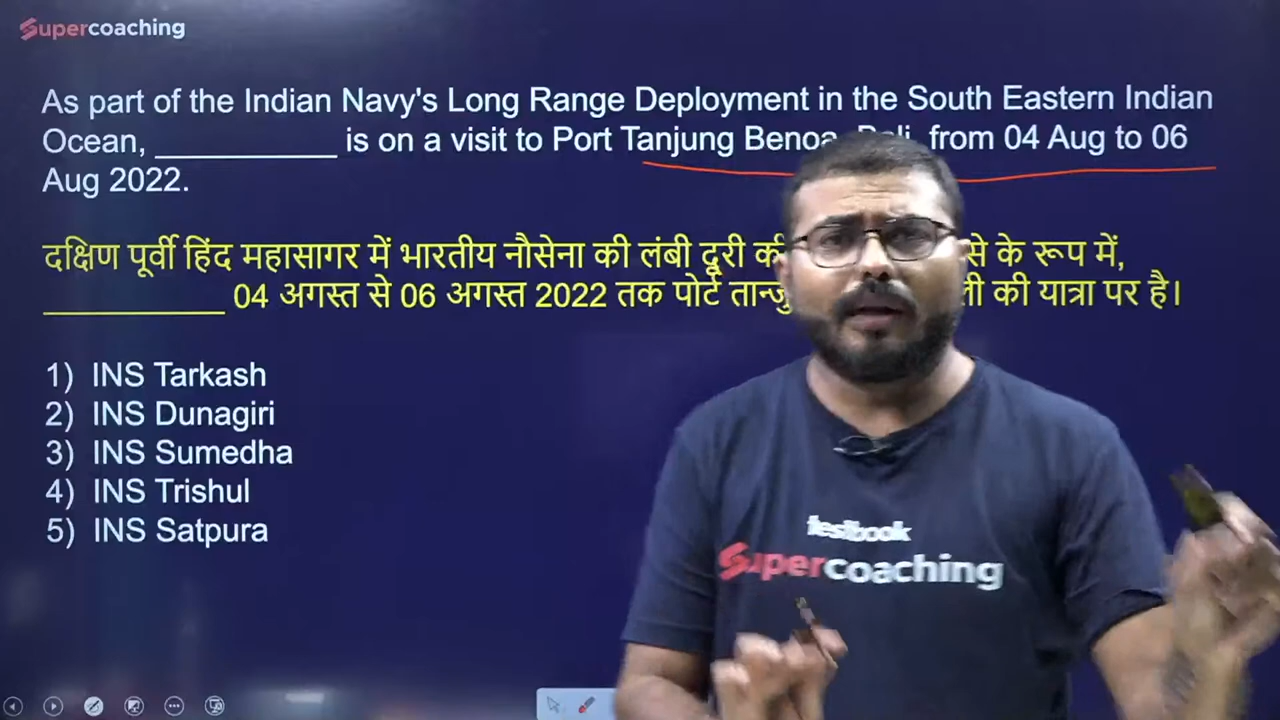 Supercoaching
As part of the Indian Navy's Long Range Deployment in the South Eastern Indian
Ocean, ___________ is on a visit to Port Tanjung Benoa, Bali, from 04 Aug to 06
Aug 2022.
दक्षिण पूर्वी हिंद महासागर में भारतीय नौसेना की लंबी दूरी की से के रूप में,
___________ 04 अगस्त से 06 अगस्त 2022 तक पोर्ट की यात्रा पर है।
1) INS Tarkash
2) INS Dunagiri
3) INS Sumedha
4) INS Trishul
5) INS Satpura
testbook
Supercoaching